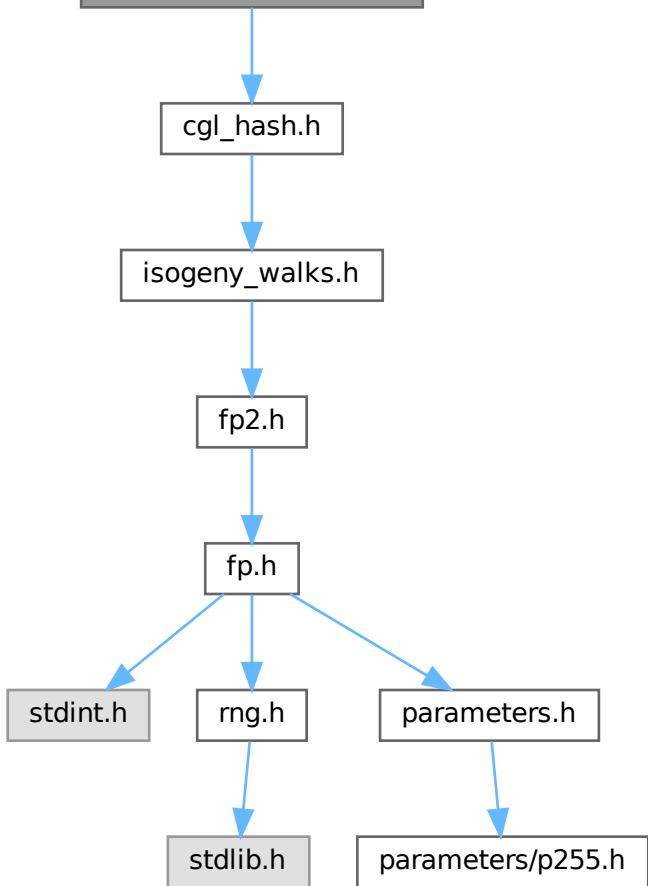 cgl_hash.h
isogeny_walks.h
fp2.h
fp.h
stdint.h
rng.h
parameters.h
stdlib.h
parameters/p255.h